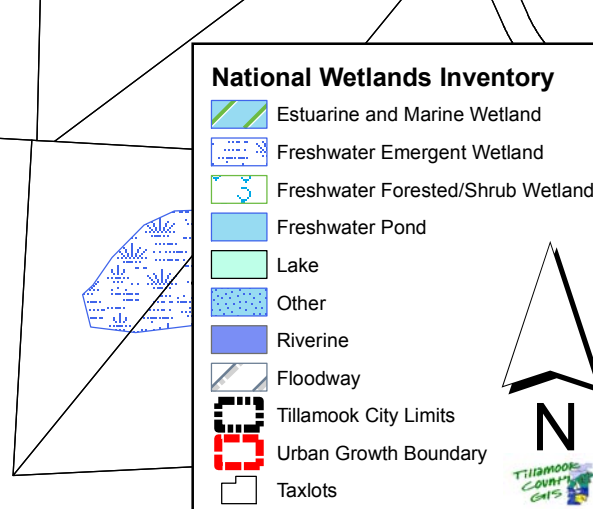 National Wetlands Inventory
Estuarine and Marine Wetland
Freshwater Emergent Wetland
Freshwater Forested/Shrub Wetland
Freshwater Pond
Lake
Other
Riverine
Floodway
Tillamook City Limits
Urban Growth Boundary
Taxlots
N
Tillamook
County
GIS